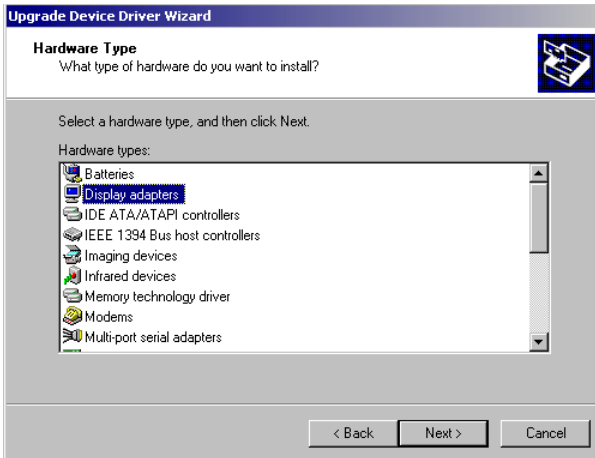 Upgrade Device Driver Wizard
Hardware Type
What type of hardware do you want to install?
Select a hardware type, and then click Next.
Hardware types:
Batteries
Display adapters
IDE ATA/ATAPI controllers
IEEE 1394 Bus host controllers
Imaging devices
Infrared devices
Memory technology driver
Modems
Multi-port serial adapters
< Back Next > Cancel